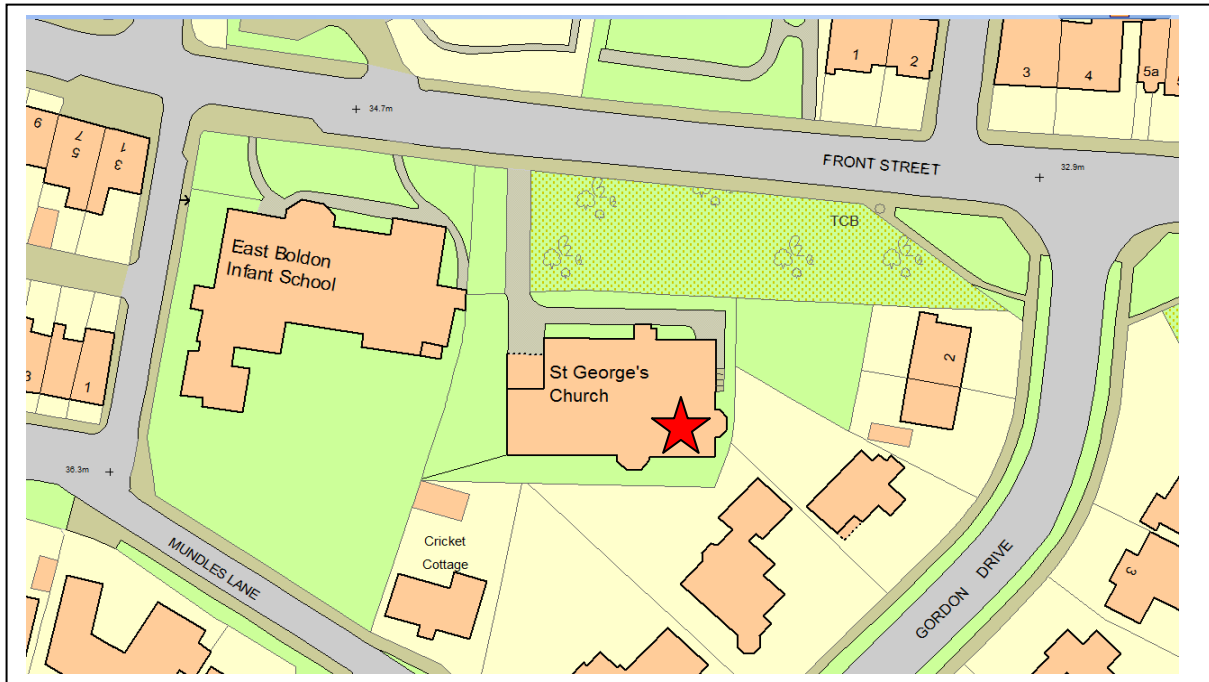 1
2
3
4
5a
34.7m
FRONT STREET
32.9m
9
7
5
3
1
TCB
East Boldon
Infant School
St George's
Church
2
3
1
36.3m
Cricket
Cottage
MUNDLES LANE
GORDON DRIVE
3